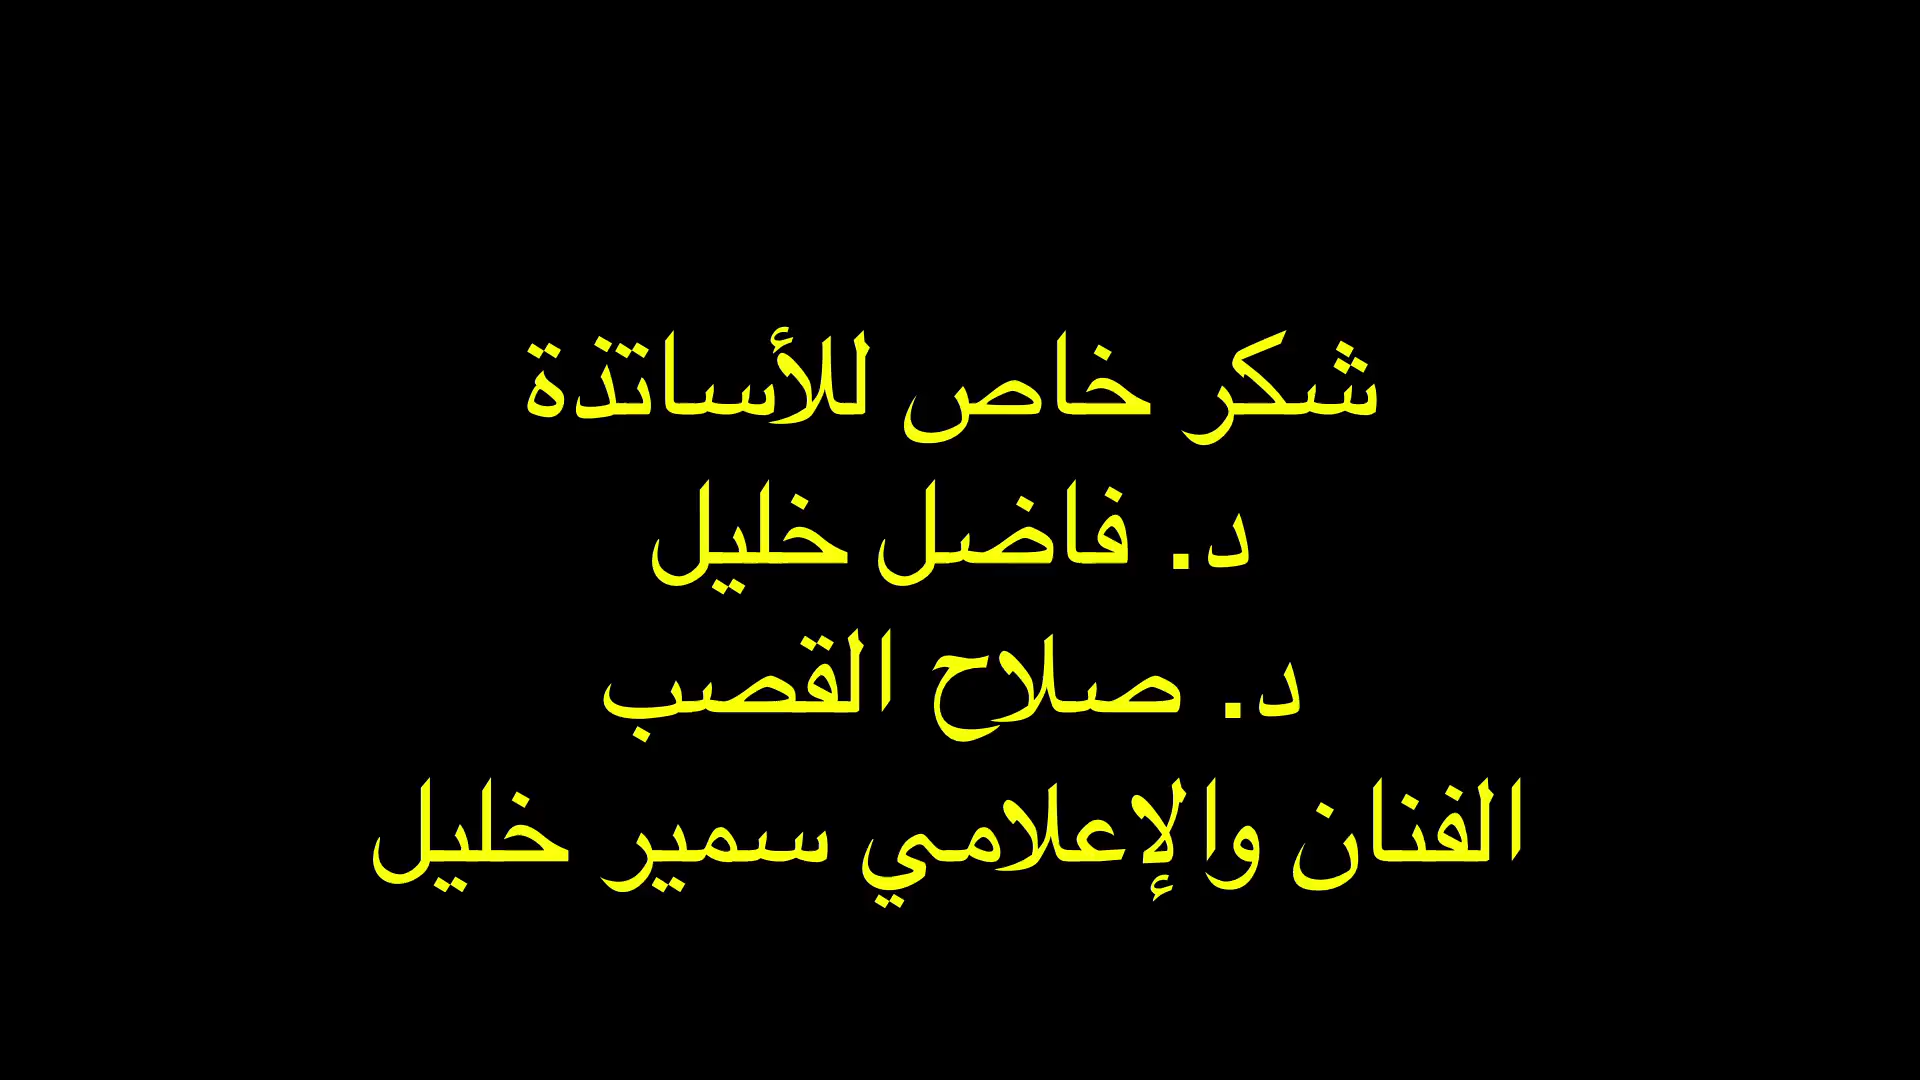 شكر خاص للأساتذة
د. فاضل خليل
د. صلاح القصب
الفنان والإعلامي سمير خليل